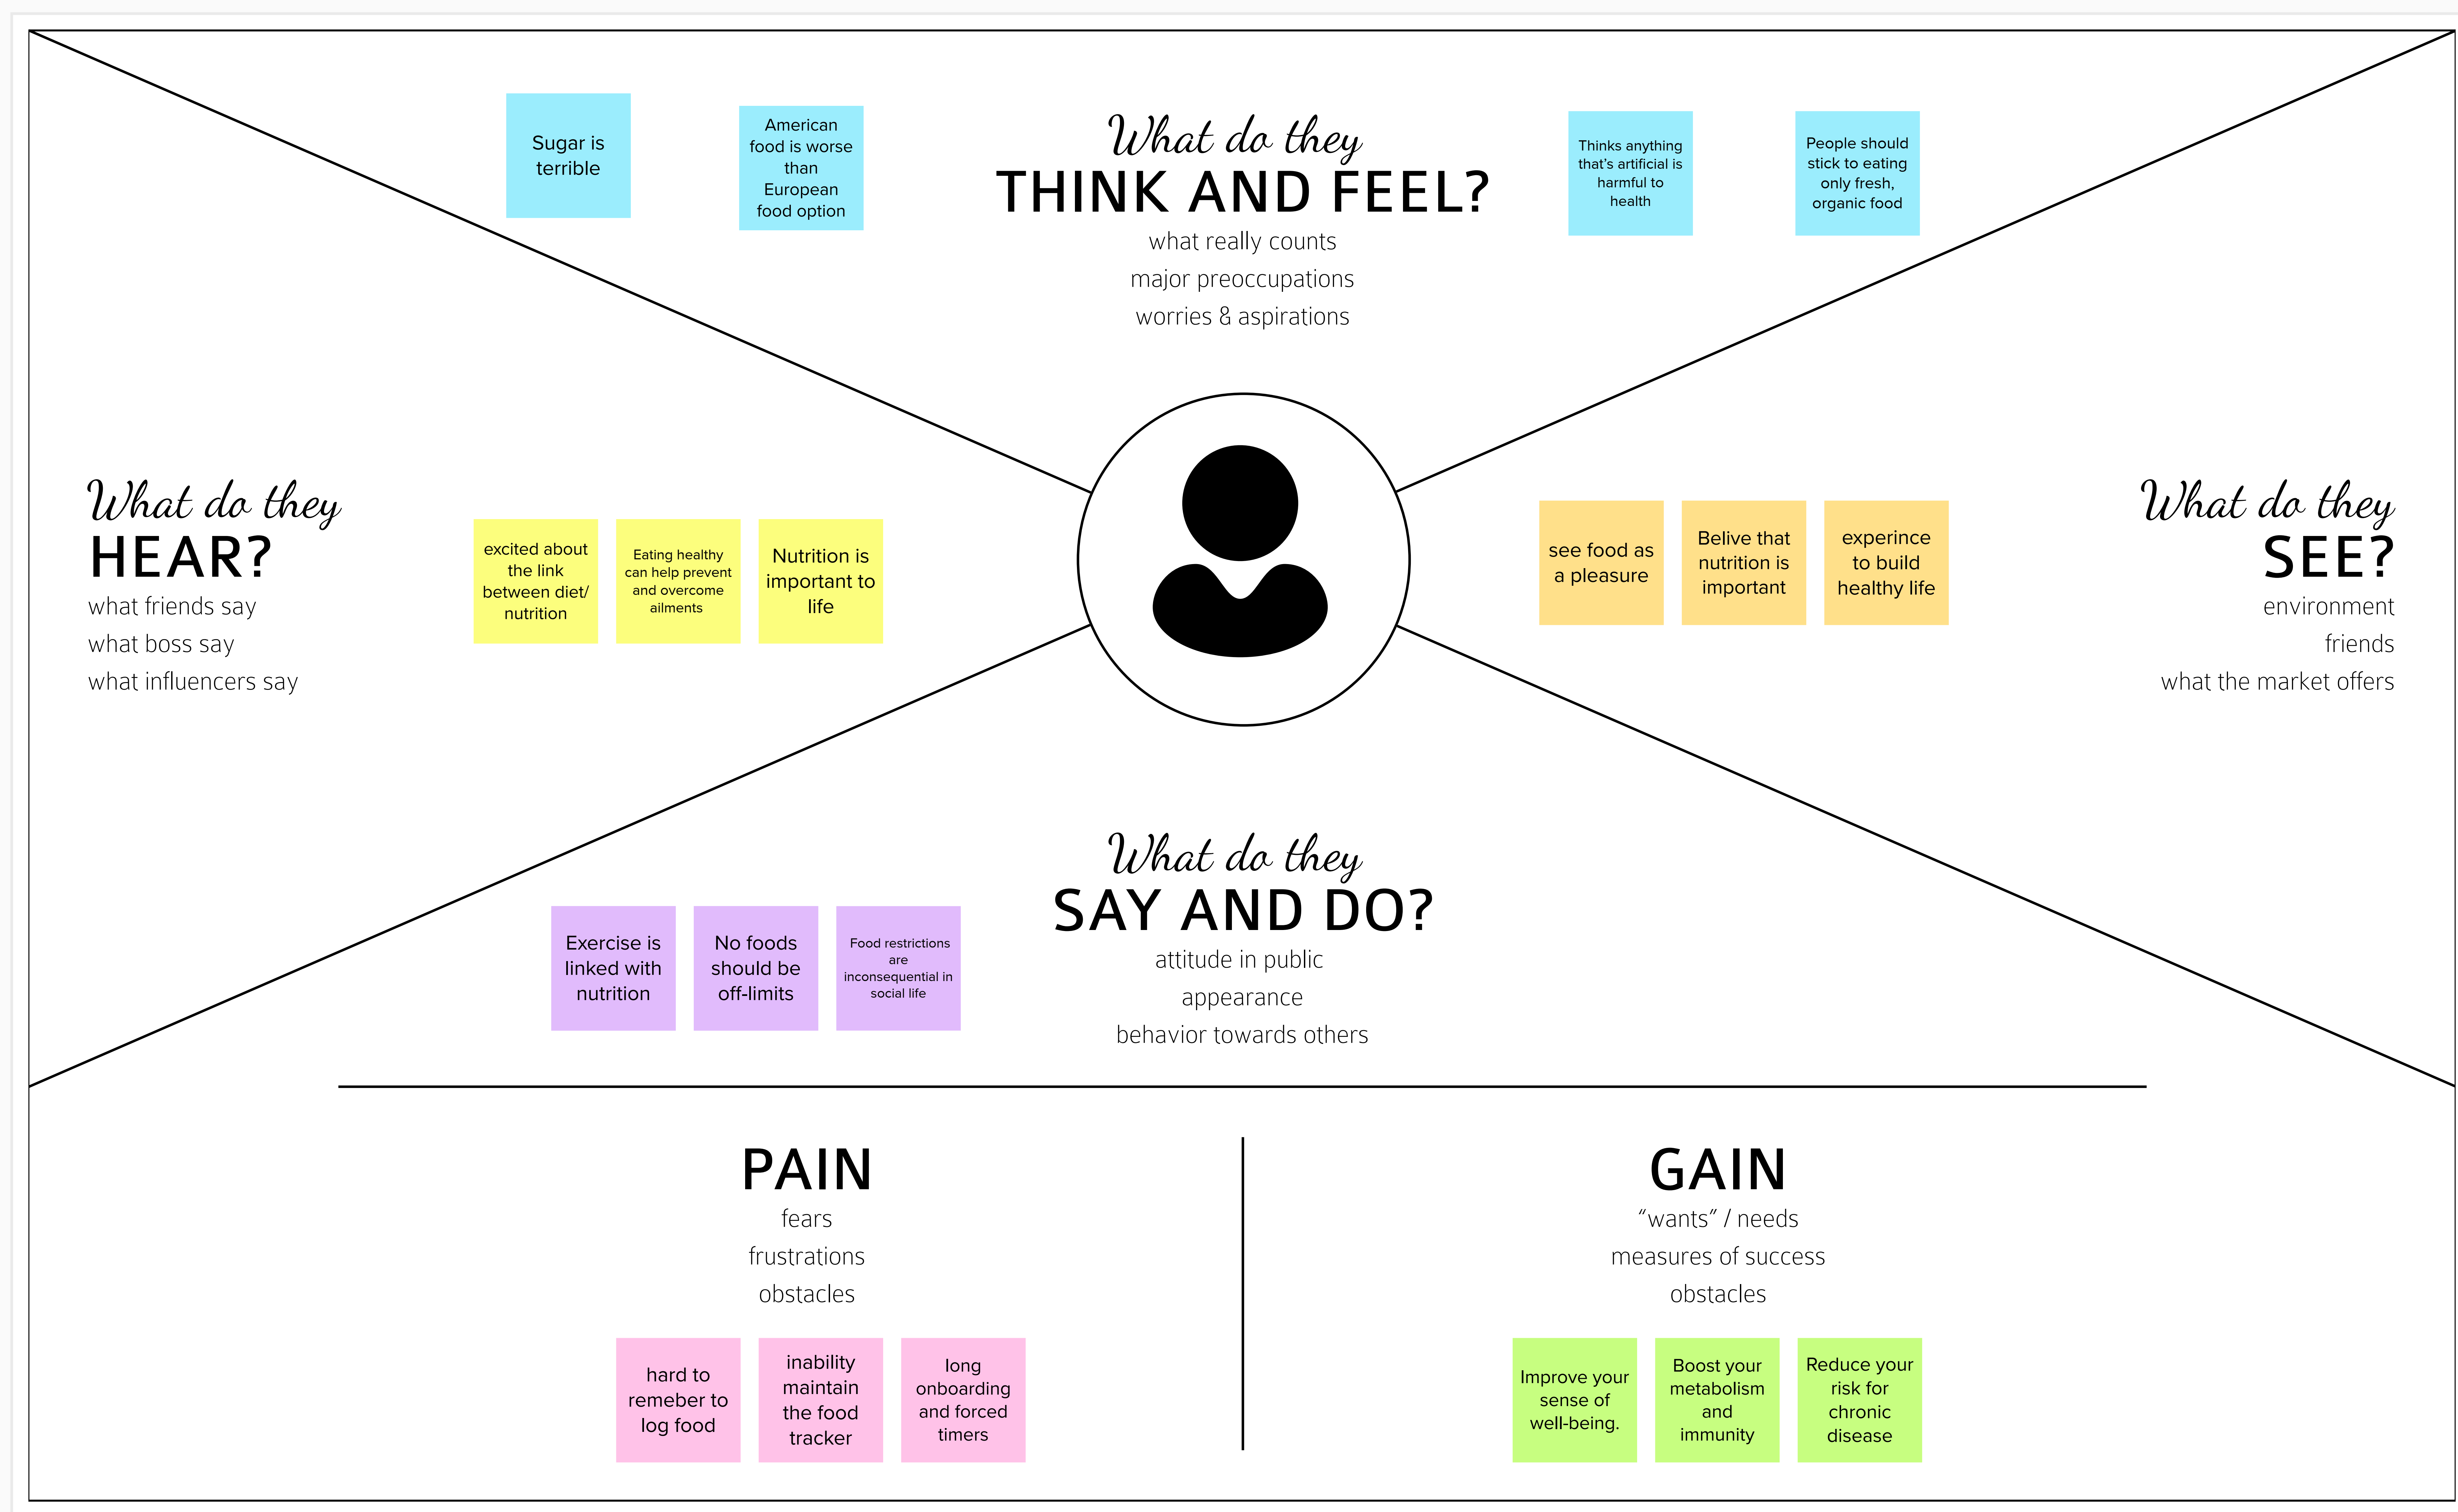 Sugar is
terrible
American
food is worse
than
European
food option
What do they
THINK AND FEEL?
what really counts
major preoccupations
worries & aspirations
Thinks anything
that's artificial is
harmful to
health
People should
stick to eating
only fresh,
organic food
What do they
HEAR?
what friends say
what boss say
what influencers say
excited about
the link
between diet/
nutrition
Eating healthy
can help prevent
and overcome
ailments
Nutrition is
important to
life
see food as
a pleasure
Belive that
nutrition is
important
experince
to build
healthy life
What do they
SEE?
environment
friends
what the market offers
Exercise is
linked with
nutrition
No foods
should be
off-limits
Food restrictions
are
inconsequential in
social life
What do they
SAY AND DO?
attitude in public
appearance
behavior towards others
PAIN
fears
frustrations
obstacles
hard to
remeber to
log food
inability
maintain
the food
tracker
long
onboarding
and forced
timers
GAIN
“wants” / needs
measures of success
obstacles
Improve your
sense of
well-being.
Boost your
metabolism
and
immunity
Reduce your
risk for
chronic
disease